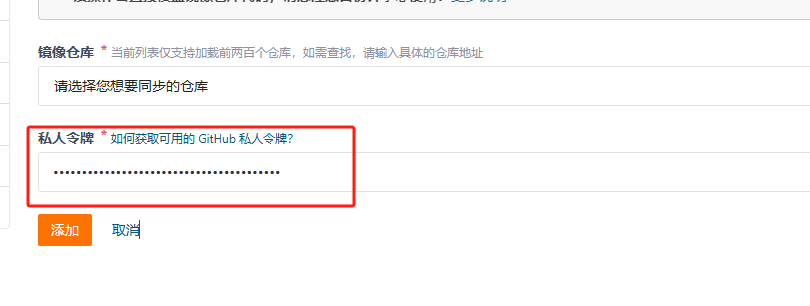 镜像仓库 * 当前列表仅支持加载前两百个仓库，如需查找，请输入具体的仓库地址
请选择您想要同步的仓库
私人令牌 * 如何获取可用的 GitHub 私人令牌？
••••••••••••••••••••••••••••••••••••••••
添加 取消